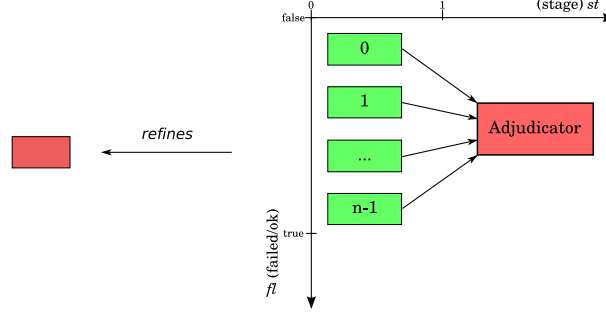 0
1
(stage) st
false
0
1
...
n-1
Adjudicator
refines
true
fl (failed/ok)